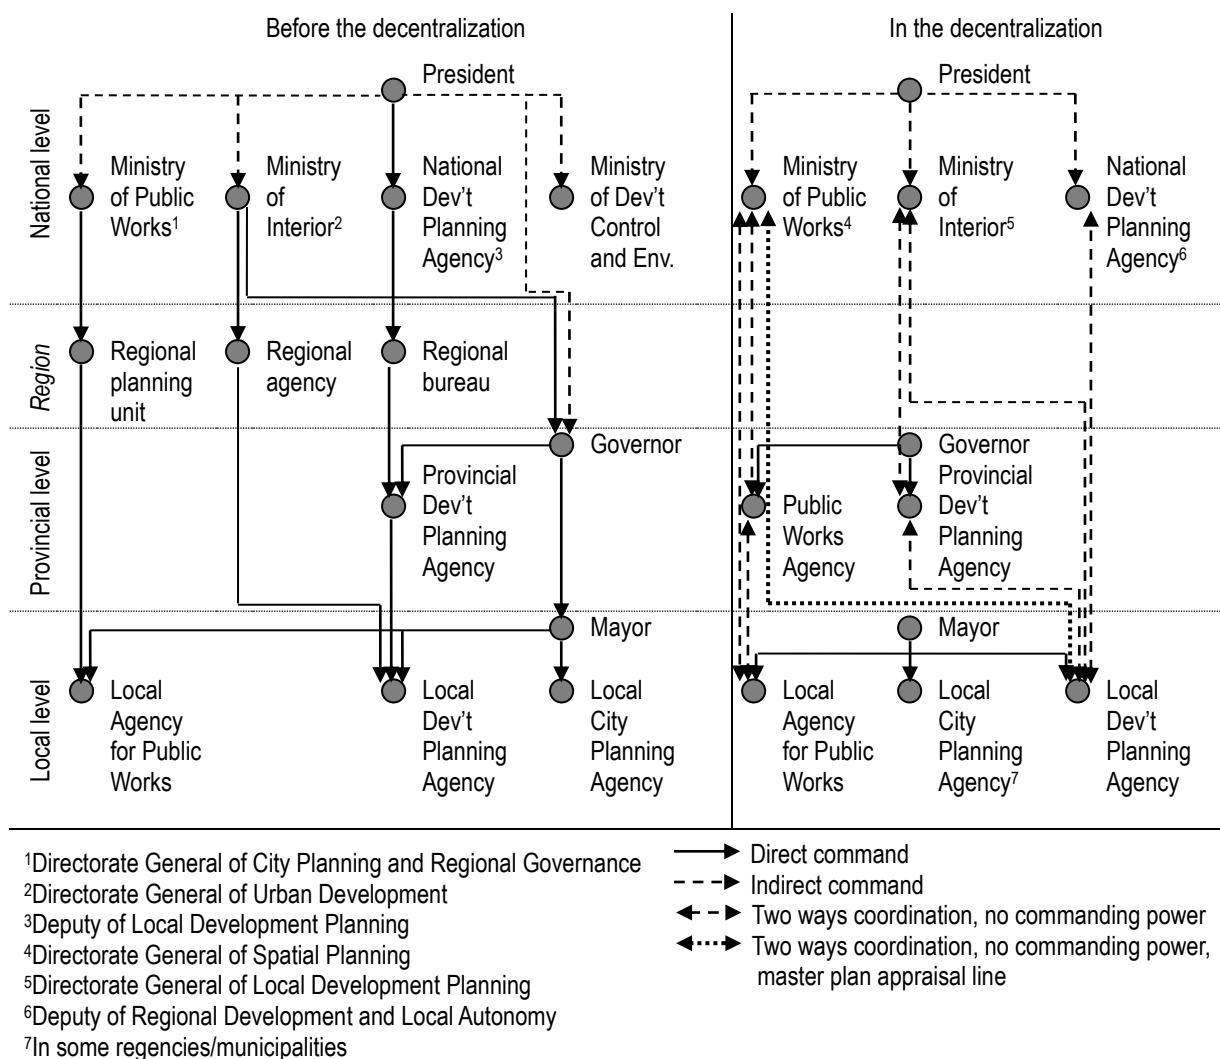 Before the decentralization
In the decentralization
National level
President
Ministry
of Public
Works¹
Ministry
of
Interior²
National
Dev't
Planning
Agency³
Ministry
of Dev't
Control
and Env.
President
Ministry
of Public
Works⁴
Ministry
of
Interior⁵
National
Dev't
Planning
Agency⁶
Region
Regional
planning
unit
Regional
agency
Regional
bureau
Provincial level
Governor
Provincial
Dev't
Planning
Agency
Governor
Provincial
Dev't
Planning
Agency
Public
Works
Agency
Local level
Mayor
Local
Agency
for Public
Works
Local
Dev't
Planning
Agency
Local
City
Planning
Agency
Mayor
Local
Agency
for Public
Works
Local
City
Planning
Agency⁷
Local
Dev't
Planning
Agency
¹Directorate General of City Planning and Regional Governance
²Directorate General of Urban Development
³Deputy of Local Development Planning
⁴Directorate General of Spatial Planning
⁵Directorate General of Local Development Planning
⁶Deputy of Regional Development and Local Autonomy
⁷In some regencies/municipalities
Direct command
Indirect command
Two ways coordination, no commanding power
Two ways coordination, no commanding power,
master plan appraisal line